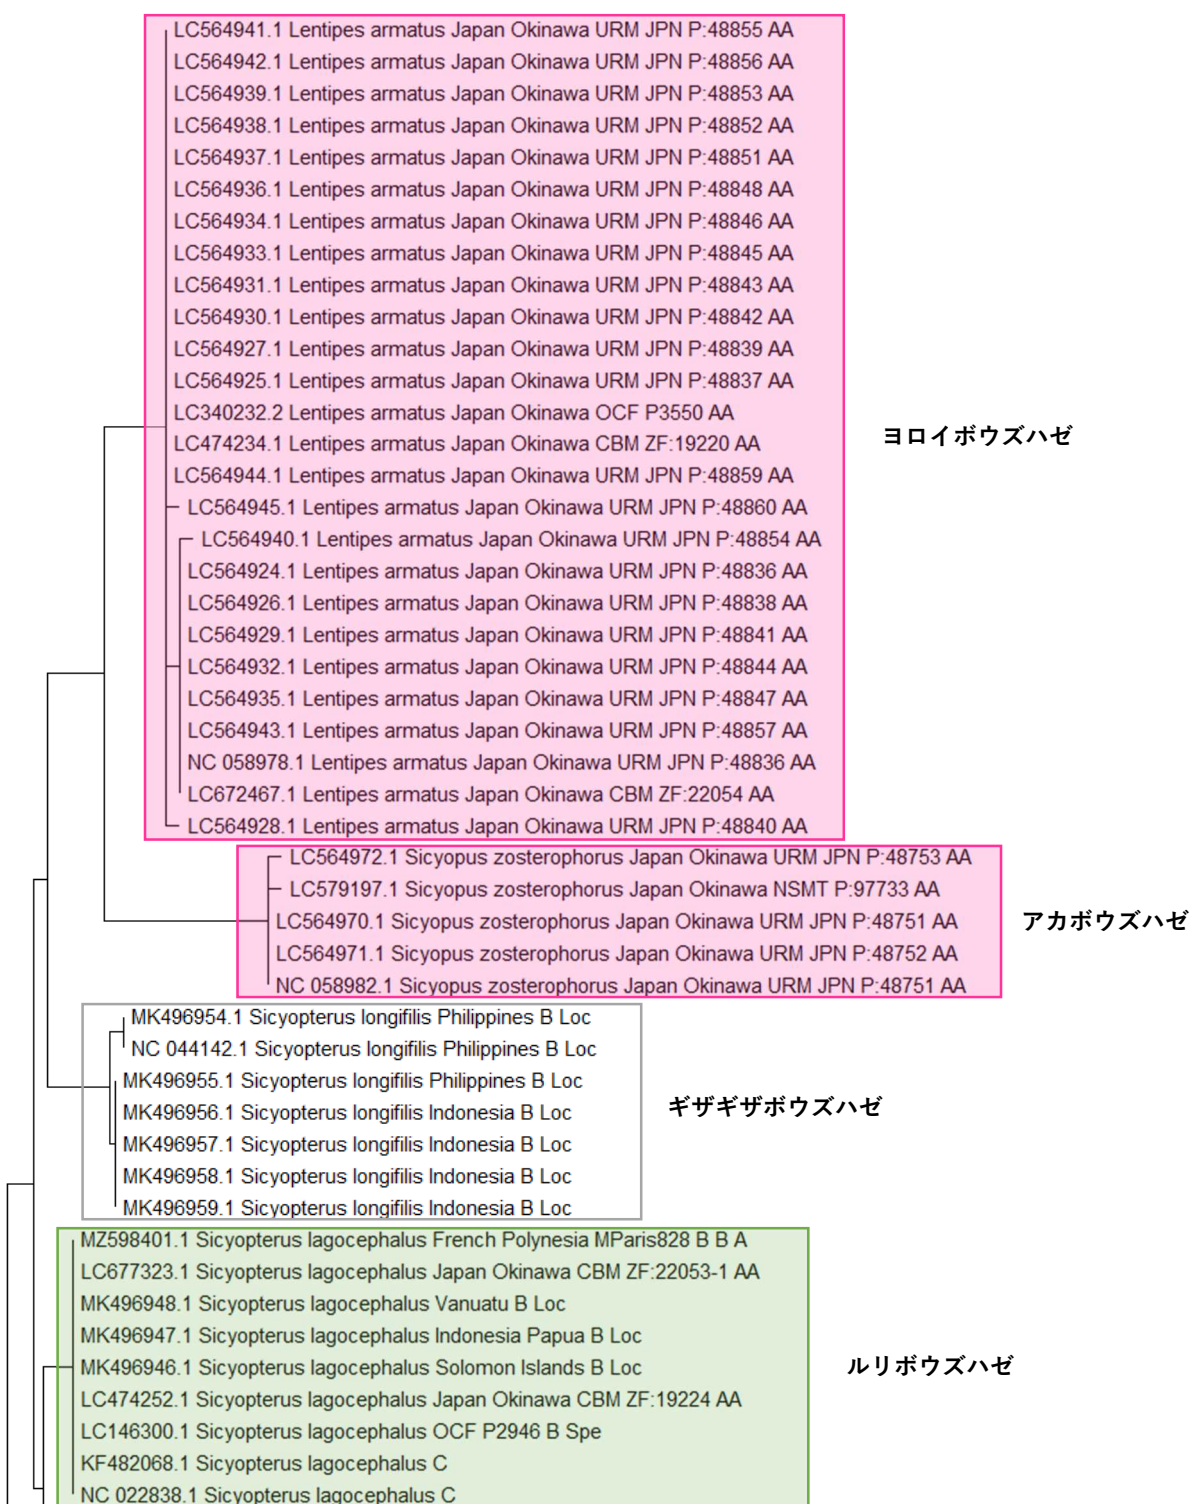 LC564941.1 Lentipes armatus Japan Okinawa URM JPN P:48855 AA
LC564942.1 Lentipes armatus Japan Okinawa URM JPN P:48856 AA
LC564939.1 Lentipes armatus Japan Okinawa URM JPN P:48853 AA
LC564938.1 Lentipes armatus Japan Okinawa URM JPN P:48852 AA
LC564937.1 Lentipes armatus Japan Okinawa URM JPN P:48851 AA
LC564936.1 Lentipes armatus Japan Okinawa URM JPN P:48848 AA
LC564934.1 Lentipes armatus Japan Okinawa URM JPN P:48846 AA
LC564933.1 Lentipes armatus Japan Okinawa URM JPN P:48845 AA
LC564931.1 Lentipes armatus Japan Okinawa URM JPN P:48843 AA
LC564930.1 Lentipes armatus Japan Okinawa URM JPN P:48842 AA
LC564927.1 Lentipes armatus Japan Okinawa URM JPN P:48839 AA
LC564925.1 Lentipes armatus Japan Okinawa URM JPN P:48837 AA
LC340232.2 Lentipes armatus Japan Okinawa OCF P3550 AA
LC474234.1 Lentipes armatus Japan Okinawa CBM ZF:19220 AA
LC564944.1 Lentipes armatus Japan Okinawa URM JPN P:48859 AA
LC564945.1 Lentipes armatus Japan Okinawa URM JPN P:48860 AA
LC564940.1 Lentipes armatus Japan Okinawa URM JPN P:48854 AA
LC564924.1 Lentipes armatus Japan Okinawa URM JPN P:48836 AA
LC564926.1 Lentipes armatus Japan Okinawa URM JPN P:48838 AA
LC564929.1 Lentipes armatus Japan Okinawa URM JPN P:48841 AA
LC564932.1 Lentipes armatus Japan Okinawa URM JPN P:48844 AA
LC564935.1 Lentipes armatus Japan Okinawa URM JPN P:48847 AA
LC564943.1 Lentipes armatus Japan Okinawa URM JPN P:48857 AA
NC 058978.1 Lentipes armatus Japan Okinawa URM JPN P:48836 AA
LC672467.1 Lentipes armatus Japan Okinawa CBM ZF:22054 AA
LC564928.1 Lentipes armatus Japan Okinawa URM JPN P:48840 AA
ヨロイボウズハゼ
LC564972.1 Sicyopus zosterophorus Japan Okinawa URM JPN P:48753 AA
LC579197.1 Sicyopus zosterophorus Japan Okinawa NSMT P:97733 AA
LC564970.1 Sicyopus zosterophorus Japan Okinawa URM JPN P:48751 AA
LC564971.1 Sicyopus zosterophorus Japan Okinawa URM JPN P:48752 AA
NC 058982.1 Sicyopus zosterophorus Japan Okinawa URM JPN P:48751 AA
アカボウズハゼ
MK496954.1 Sicyopterus longifilis Philippines B Loc
NC 044142.1 Sicyopterus longifilis Philippines B Loc
MK496955.1 Sicyopterus longifilis Philippines B Loc
MK496956.1 Sicyopterus longifilis Indonesia B Loc
MK496957.1 Sicyopterus longifilis Indonesia B Loc
MK496958.1 Sicyopterus longifilis Indonesia B Loc
MK496959.1 Sicyopterus longifilis Indonesia B Loc
ギザギザボウズハゼ
MZ598401.1 Sicyopterus lagocephalus French Polynesia MParis828 B B A
LC677323.1 Sicyopterus lagocephalus Japan Okinawa CBM ZF:22053-1 AA
MK496948.1 Sicyopterus lagocephalus Vanuatu B Loc
MK496947.1 Sicyopterus lagocephalus Indonesia Papua B Loc
MK496946.1 Sicyopterus lagocephalus Solomon Islands B Loc
LC474252.1 Sicyopterus lagocephalus Japan Okinawa CBM ZF:19224 AA
LC146300.1 Sicyopterus lagocephalus OCF P2946 B Spe
KF482068.1 Sicyopterus lagocephalus C
NC 022838.1 Sicyopterus lagocephalus C
ルリボウズハゼ